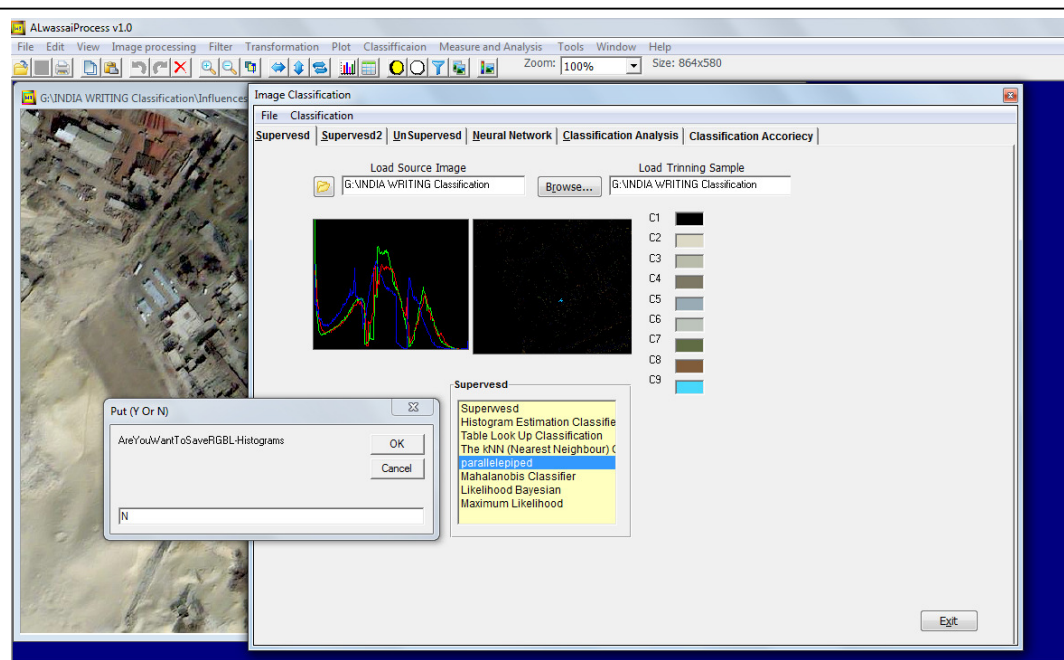 ALwassaiProcess v1.0
File Edit View Image processing Filter Transformation Plot Classifficaion Measure and Analysis Tools Window Help
Zoom: 100% Size: 864x580
G:\INDIA WRITING Classification\Influences
Image Classification
File Classification
Supervesd Supervesd2 UnSupervesd Neural Network Classification Analysis Classification Accoriecy
Load Source Image Load Trinning Sample
G:\INDIA WRITING Classification Browse... G:\INDIA WRITING Classification
C1
C2
C3
C4
C5
C6
C7
C8
C9
Supervesd
Superwesd
Histogram Estimation Classifie
Table Look Up Classification
The kNN (Nearest Neighbour) C
parallelepiped
Mahalanobis Classifier
Likelihood Bayesian
Maximum Likelihood
Put (Y Or N)
AreYouWantToSaveRGBL-Histograms
OK
Cancel
N
Exit